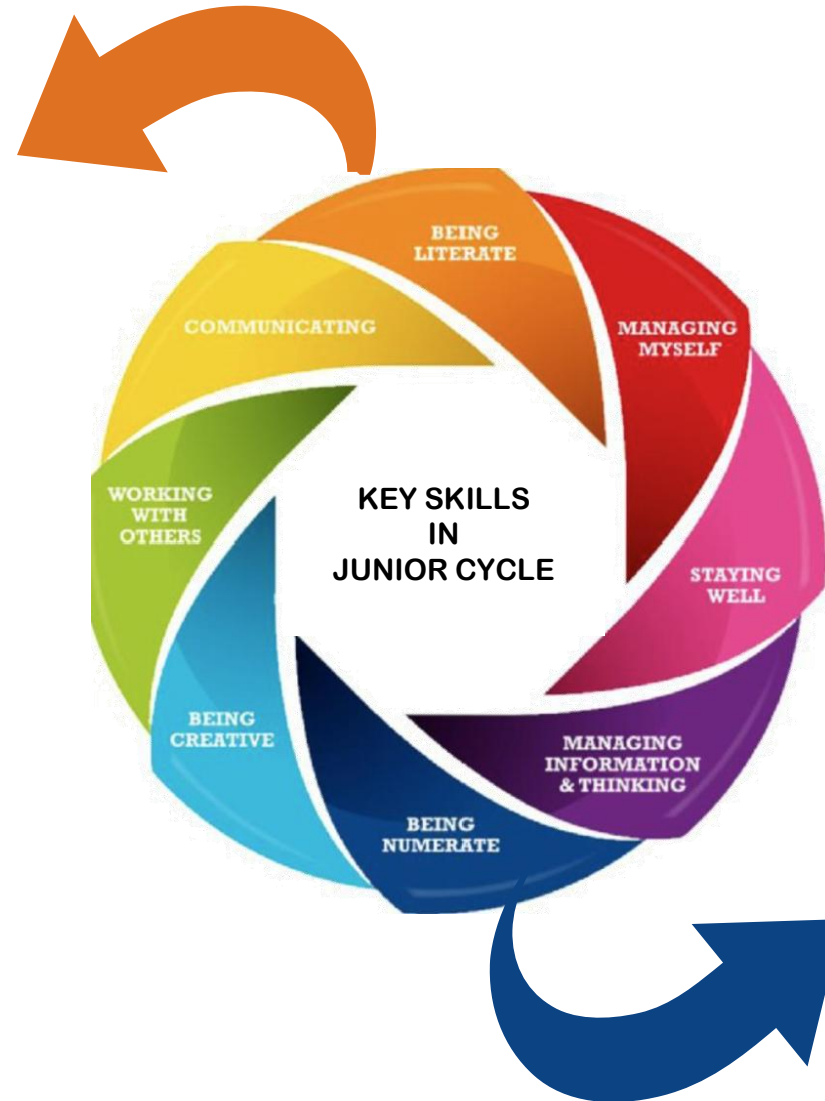 BEING
LITERATE
MANAGING
MYSELF
STAYING
WELL
MANAGING
INFORMATION
& THINKING
BEING
NUMERATE
BEING
CREATIVE
WORKING
WITH
OTHERS
COMMUNICATING
KEY SKILLS
IN
JUNIOR CYCLE